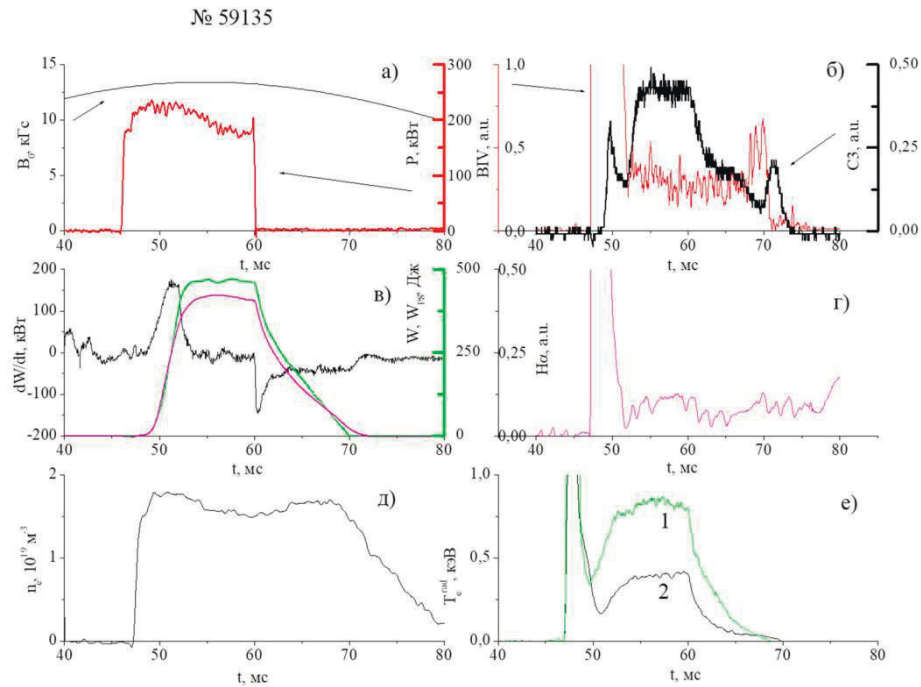 № 59135
а)
15
10
5
0
B₀, кГс
300
200
100
0
P, кВт
40 50 60 70 80
t, мс
б)
1,0
0,5
0,0
BIV, a.u.
0,50
0,25
0,00
C3, a.u.
40 50 60 70 80
t, мс
в)
200
100
0
-100
-200
dW/dt, кВт
500
250
0
W, W_FS, Дж
40 50 60 70 80
t, мс
г)
0,50
0,25
0,00
Hα, a.u.
40 50 60 70 80
t, мс
д)
2
1
0
nₑ, 10¹⁹ м⁻³
40 50 60 70 80
t, мс
е)
1
2
1,0
0,5
0,0
Tₑʳᵃᵈ, кэВ
40 50 60 70 80
t, мс